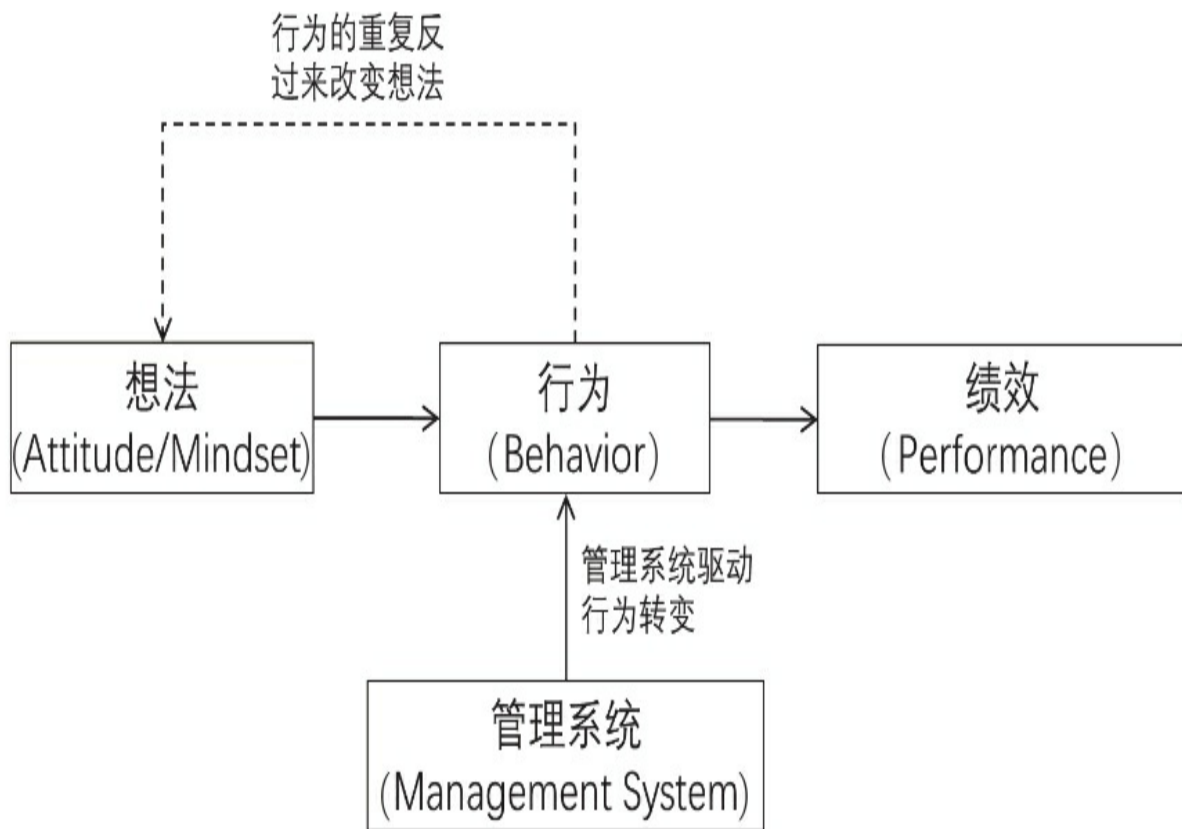 行为的重复反
过来改变想法
想法
(Attitude/Mindset)
行为
(Behavior)
绩效
(Performance)
管理系统驱动
行为转变
管理系统
(Management System)